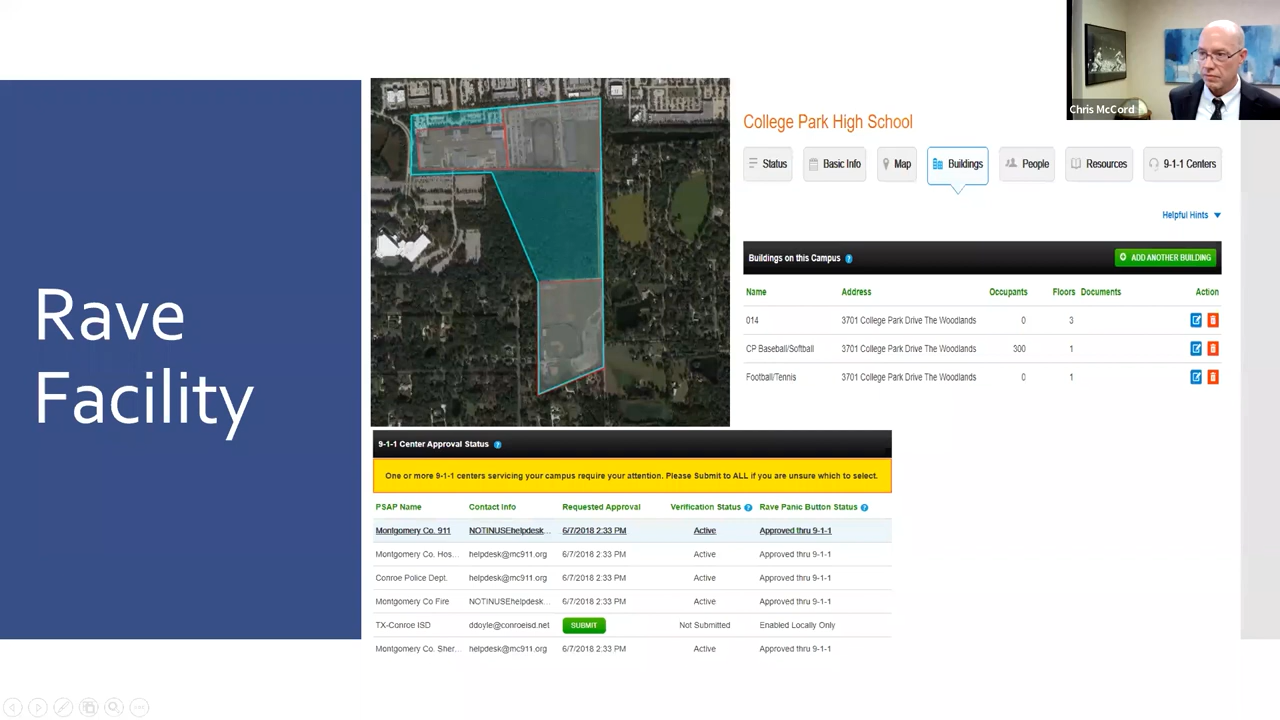 Chris McCord
Rave
Facility
College Park High School
Status Basic Info Map Buildings People Resources 9-1-1 Centers
Helpful Hints
Buildings on this Campus ? ADD ANOTHER BUILDING
Name Address Occupants Floors Documents Action
014 3701 College Park Drive The Woodlands 0 3
CP Baseball/Softball 3701 College Park Drive The Woodlands 300 1
Football/Tennis 3701 College Park Drive The Woodlands 0 1
9-1-1 Center Approval Status ?
One or more 9-1-1 centers servicing your campus require your attention. Please Submit to ALL if you are unsure which to select.
PSAP Name Contact Info Requested Approval Verification Status ? Rave Panic Button Status ?
Montgomery Co. 911 NOTINUSEhelpdesk... 6/7/2018 2:33 PM Active Approved thru 9-1-1
Montgomery Co. Hos... helpdesk@mc911.org 6/7/2018 2:33 PM Active Approved thru 9-1-1
Conroe Police Dept. helpdesk@mc911.org 6/7/2018 2:33 PM Active Approved thru 9-1-1
Montgomery Co Fire NOTINUSEhelpdesk... 6/7/2018 2:33 PM Active Approved thru 9-1-1
TX-Conroe ISD ddoyle@conroeisd.net SUBMIT Not Submitted Enabled Locally Only
Montgomery Co. Sher... helpdesk@mc911.org 6/7/2018 2:33 PM Active Approved thru 9-1-1